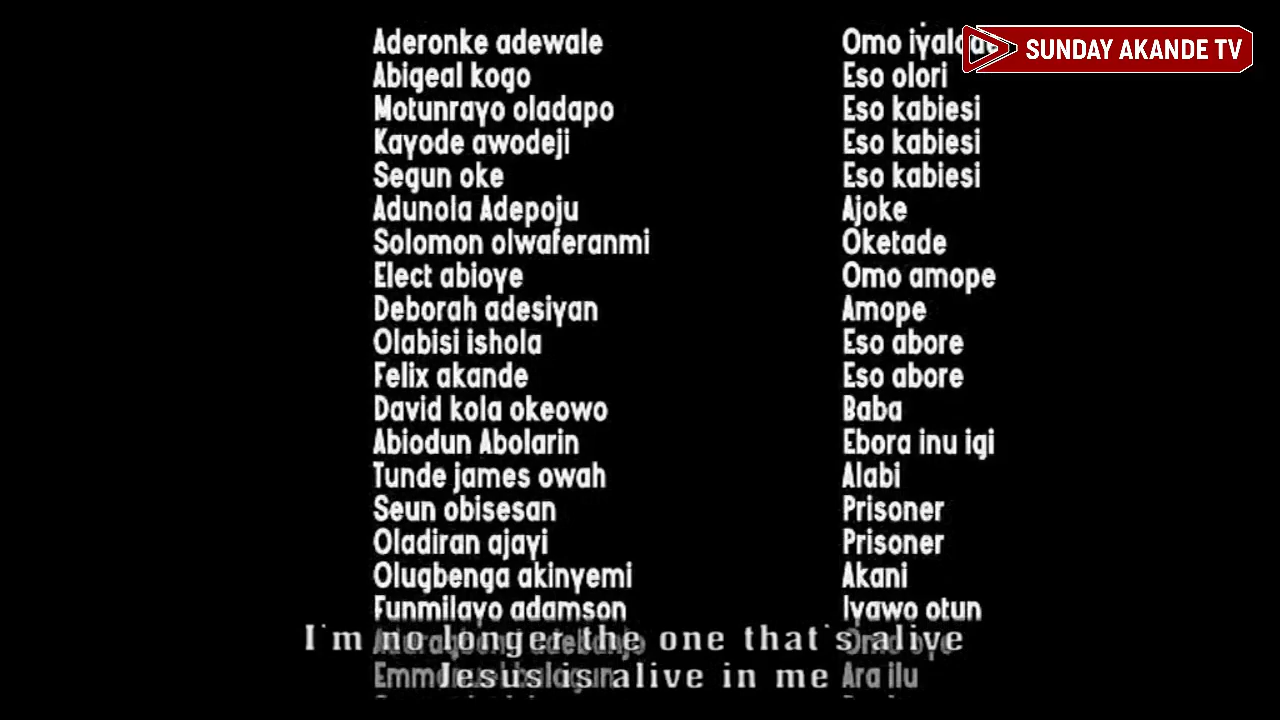 Aderonke adewale Omo iyalode
SUNDAY AKANDE TV
Abigeal kogo Eso olori
Motunrayo oladapo Eso kabiesi
Kayode awodeji Eso kabiesi
Segun oke Eso kabiesi
Adunola Adepoju Ajoke
Solomon olwaferanmi Oketade
Elect abioye Omo amope
Deborah adesiyan Amope
Olabisi ishola Eso abore
Felix akande Eso abore
David kola okeowo Baba
Abiodun Abolarin Ebora inu igi
Tunde james owah Alabi
Seun obisesan Prisoner
Oladiran ajayi Prisoner
Olugbenga akinyemi Akani
Funmilayo adamson Iyawo otun
I'm no longer the one that's alive
Jesus is alive in me
Ara ilu